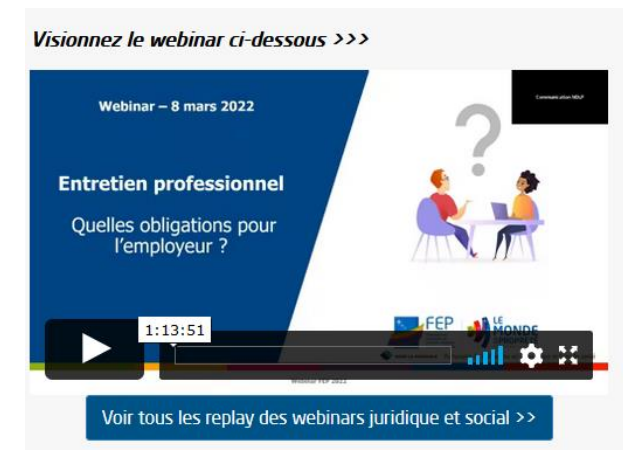 Visionnez le webinar ci-dessous >>>
Webinar – 8 mars 2022
Communication NDLP
Entretien professionnel
Quelles obligations pour
l'employeur ?
FEP
LE
MONDE
1:13:51
Webinar FEP 2022
Voir tous les replay des webinars juridique et social >>